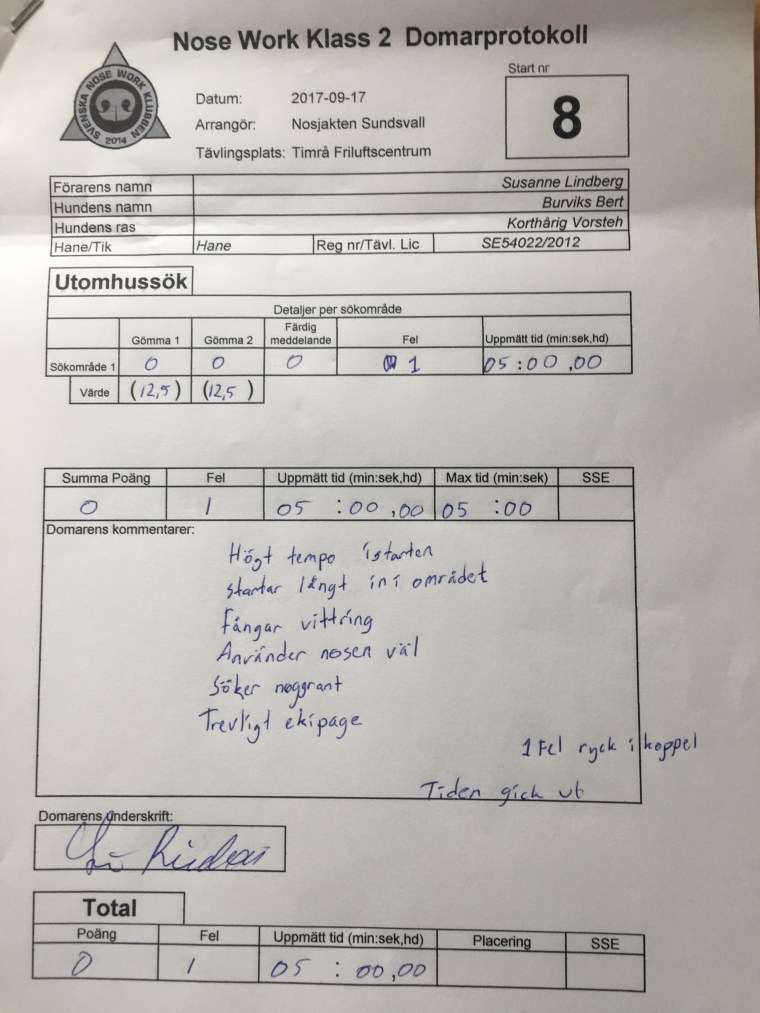 Nose Work Klass 2 Domarprotokoll
SVENSKA NOSE WORK KLUBBEN
2014
Start nr
8
Datum: 2017-09-17
Arrangör: Nosjakten Sundsvall
Tävlingsplats: Timrå Friluftscentrum
Förarens namn Susanne Lindberg
Hundens namn Burviks Bert
Hundens ras Korthårig Vorsteh
Hane/Tik Hane Reg nr/Tävl. Lic SE54022/2012
Utomhussök
Detaljer per sökområde
Gömma 1 Gömma 2 Färdig meddelande Fel Uppmätt tid (min:sek,hd)
Sökområde 1 0 0 0 1 05:00,00
Värde (12,5) (12,5)
Summa Poäng Fel Uppmätt tid (min:sek,hd) Max tid (min:sek) SSE
0 1 05:00,00 05:00
Domarens kommentarer:
Högt tempo i starten
startar långt in i området
Fångar vittring
Använder nosen väl
Söker noggrant
Trevligt ekipage
1 Fel ryck i koppel
Tiden gick ut
Domarens Underskrift:
Total
Poäng Fel Uppmätt tid (min:sek,hd) Placering SSE
0 1 05:00,00